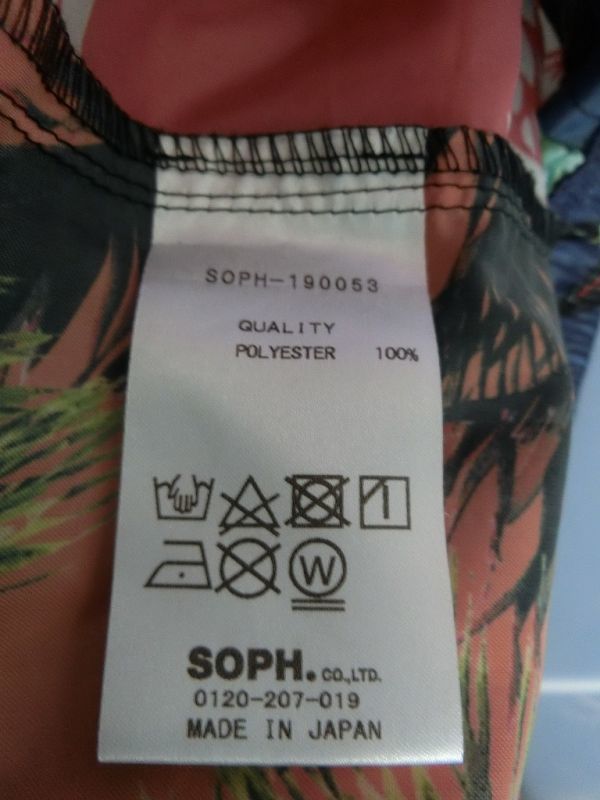 SOPH-190053
QUALITY
POLYESTER 100%
W
SOPH. CO.,LTD.
0120-207-019
MADE IN JAPAN